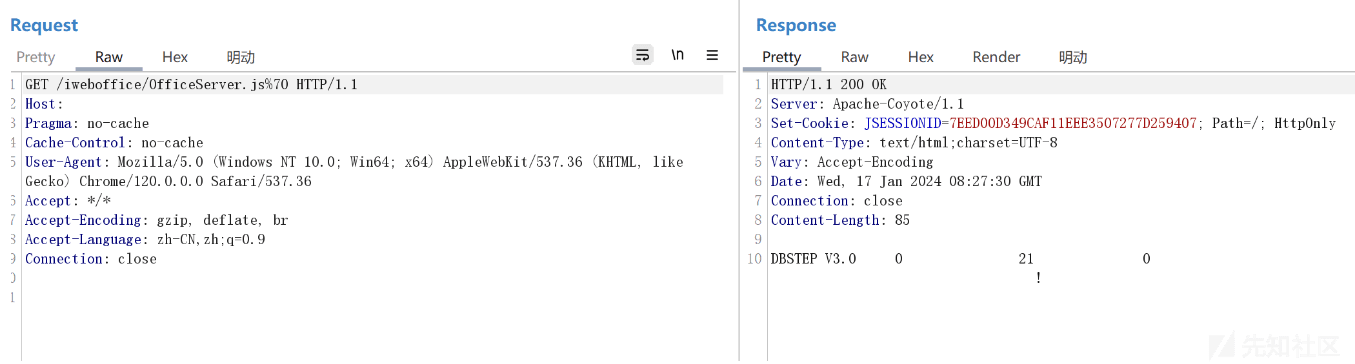 Request
Pretty Raw Hex 明动 \n
1 GET /iweboffice/OfficeServer.js%70 HTTP/1.1
2 Host:
3 Pragma: no-cache
4 Cache-Control: no-cache
5 User-Agent: Mozilla/5.0 (Windows NT 10.0; Win64; x64) AppleWebKit/537.36 (KHTML, like
Gecko) Chrome/120.0.0.0 Safari/537.36
6 Accept: */*
7 Accept-Encoding: gzip, deflate, br
8 Accept-Language: zh-CN,zh;q=0.9
9 Connection: close
0
1
Response
Pretty Raw Hex Render 明动
1 HTTP/1.1 200 OK
2 Server: Apache-Coyote/1.1
3 Set-Cookie: JSESSIONID=7EED00D349CAF11EEE3507277D259407; Path=/; HttpOnly
4 Content-Type: text/html;charset=UTF-8
5 Vary: Accept-Encoding
6 Date: Wed, 17 Jan 2024 08:27:30 GMT
7 Connection: close
8 Content-Length: 85
9
10 DBSTEP V3.0 0 21 0
!
先知社区